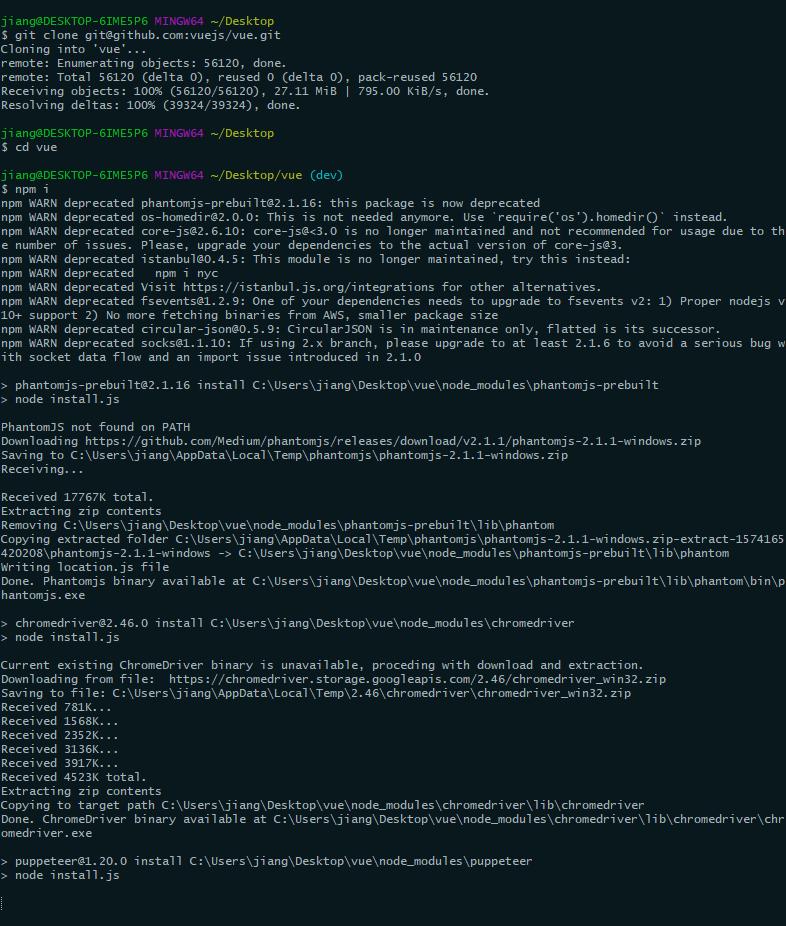 jiang@DESKTOP-6IME5P6 MINGW64 ~/Desktop
$ git clone git@github.com:vuejs/vue.git
Cloning into 'vue'...
remote: Enumerating objects: 56120, done.
remote: Total 56120 (delta 0), reused 0 (delta 0), pack-reused 56120
Receiving objects: 100% (56120/56120), 27.11 MiB | 795.00 KiB/s, done.
Resolving deltas: 100% (39324/39324), done.
jiang@DESKTOP-6IME5P6 MINGW64 ~/Desktop
$ cd vue
jiang@DESKTOP-6IME5P6 MINGW64 ~/Desktop/vue (dev)
$ npm i
npm WARN deprecated phantomjs-prebuilt@2.1.16: this package is now deprecated
npm WARN deprecated os-homedir@2.0.0: This is not needed anymore. Use `require('os').homedir()` instead.
npm WARN deprecated core-js@2.6.10: core-js@<3.0 is no longer maintained and not recommended for usage due to th
e number of issues. Please, upgrade your dependencies to the actual version of core-js@3.
npm WARN deprecated istanbul@0.4.5: This module is no longer maintained, try this instead:
npm WARN deprecated   npm i nyc
npm WARN deprecated Visit https://istanbul.js.org/integrations for other alternatives.
npm WARN deprecated fsevents@1.2.9: One of your dependencies needs to upgrade to fsevents v2: 1) Proper nodejs v
10+ support 2) No more fetching binaries from AWS, smaller package size
npm WARN deprecated circular-json@0.5.9: CircularJSON is in maintenance only, flatted is its successor.
npm WARN deprecated socks@1.1.10: If using 2.x branch, please upgrade to at least 2.1.6 to avoid a serious bug w
ith socket data flow and an import issue introduced in 2.1.0
> phantomjs-prebuilt@2.1.16 install C:\Users\jiang\Desktop\vue\node_modules\phantomjs-prebuilt
> node install.js
PhantomJS not found on PATH
Downloading https://github.com/Medium/phantomjs/releases/download/v2.1.1/phantomjs-2.1.1-windows.zip
Saving to C:\Users\jiang\AppData\Local\Temp\phantomjs\phantomjs-2.1.1-windows.zip
Receiving...
Received 17767K total.
Extracting zip contents
Removing C:\Users\jiang\Desktop\vue\node_modules\phantomjs-prebuilt\lib\phantom
Copying extracted folder C:\Users\jiang\AppData\Local\Temp\phantomjs\phantomjs-2.1.1-windows.zip-extract-1574165
420208\phantomjs-2.1.1-windows -> C:\Users\jiang\Desktop\vue\node_modules\phantomjs-prebuilt\lib\phantom
Writing location.js file
Done. Phantomjs binary available at C:\Users\jiang\Desktop\vue\node_modules\phantomjs-prebuilt\lib\phantom\bin\p
hantomjs.exe
> chromedriver@2.46.0 install C:\Users\jiang\Desktop\vue\node_modules\chromedriver
> node install.js
Current existing ChromeDriver binary is unavailable, proceding with download and extraction.
Downloading from file:  https://chromedriver.storage.googleapis.com/2.46/chromedriver_win32.zip
Saving to file: C:\Users\jiang\AppData\Local\Temp\2.46\chromedriver\chromedriver_win32.zip
Received 781K...
Received 1568K...
Received 2352K...
Received 3136K...
Received 3917K...
Received 4523K total.
Extracting zip contents
Copying to target path C:\Users\jiang\Desktop\vue\node_modules\chromedriver\lib\chromedriver
Done. ChromeDriver binary available at C:\Users\jiang\Desktop\vue\node_modules\chromedriver\lib\chromedriver\chr
omedriver.exe
> puppeteer@1.20.0 install C:\Users\jiang\Desktop\vue\node_modules\puppeteer
> node install.js